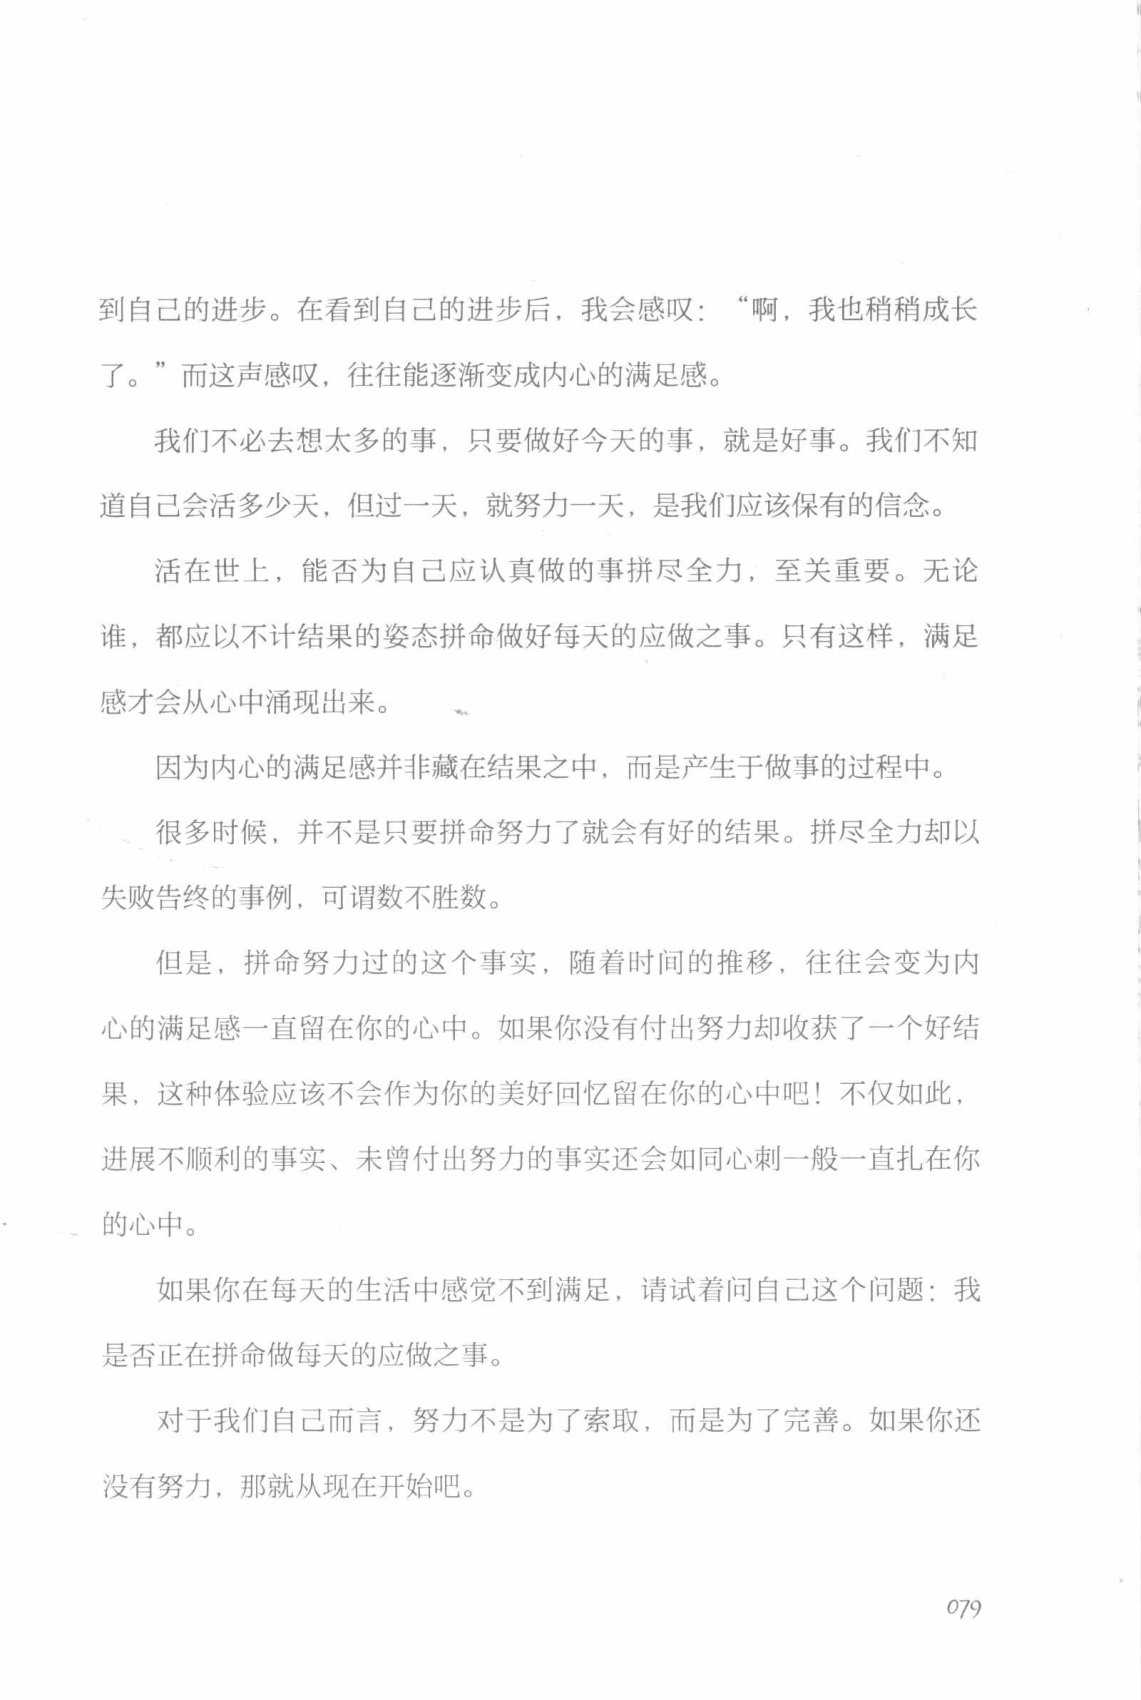 到自己的进步。在看到自己的进步后，我会感叹：“啊，我也稍稍成长
了。”而这声感叹，往往能逐渐变成内心的满足感。
我们不必去想太多的事，只要做好今天的事，就是好事。我们不知
道自己会活多少天，但过一天，就努力一天，是我们应该保有的信念。
活在世上，能否为自己应认真做的事拼尽全力，至关重要。无论
谁，都应以不计结果的姿态拼命做好每天的应做之事。只有这样，满足
感才会从心中涌现出来。
因为内心的满足感并非藏在结果之中，而是产生于做事的过程中。
很多时候，并不是只要拼命努力了就会有好的结果。拼尽全力却以
失败告终的事例，可谓数不胜数。
但是，拼命努力过的这个事实，随着时间的推移，往往会变为内
心的满足感一直留在你的心中。如果你没有付出努力却收获了一个好结
果，这种体验应该不会作为你的美好回忆留在你的心中吧！不仅如此，
进展不顺利的事实、未曾付出努力的事实还会如同心刺一般一直扎在你
的心中。
如果你在每天的生活中感觉不到满足，请试着问自己这个问题：我
是否正在拼命做每天的应做之事。
对于我们自己而言，努力不是为了索取，而是为了完善。如果你还
没有努力，那就从现在开始吧。
079